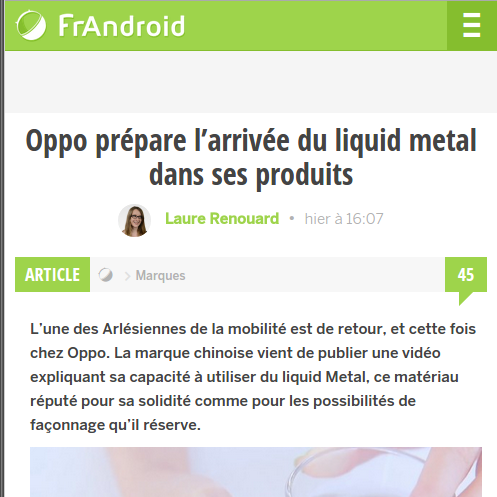 FrAndroid
Oppo prépare l’arrivée du liquid metal
dans ses produits
Laure Renouard • hier à 16:07
ARTICLE > Marques 45
L’une des Arlésiennes de la mobilité est de retour, et cette fois
chez Oppo. La marque chinoise vient de publier une vidéo
expliquant sa capacité à utiliser du liquid Metal, ce matériau
réputé pour sa solidité comme pour les possibilités de
façonnage qu’il réserve.